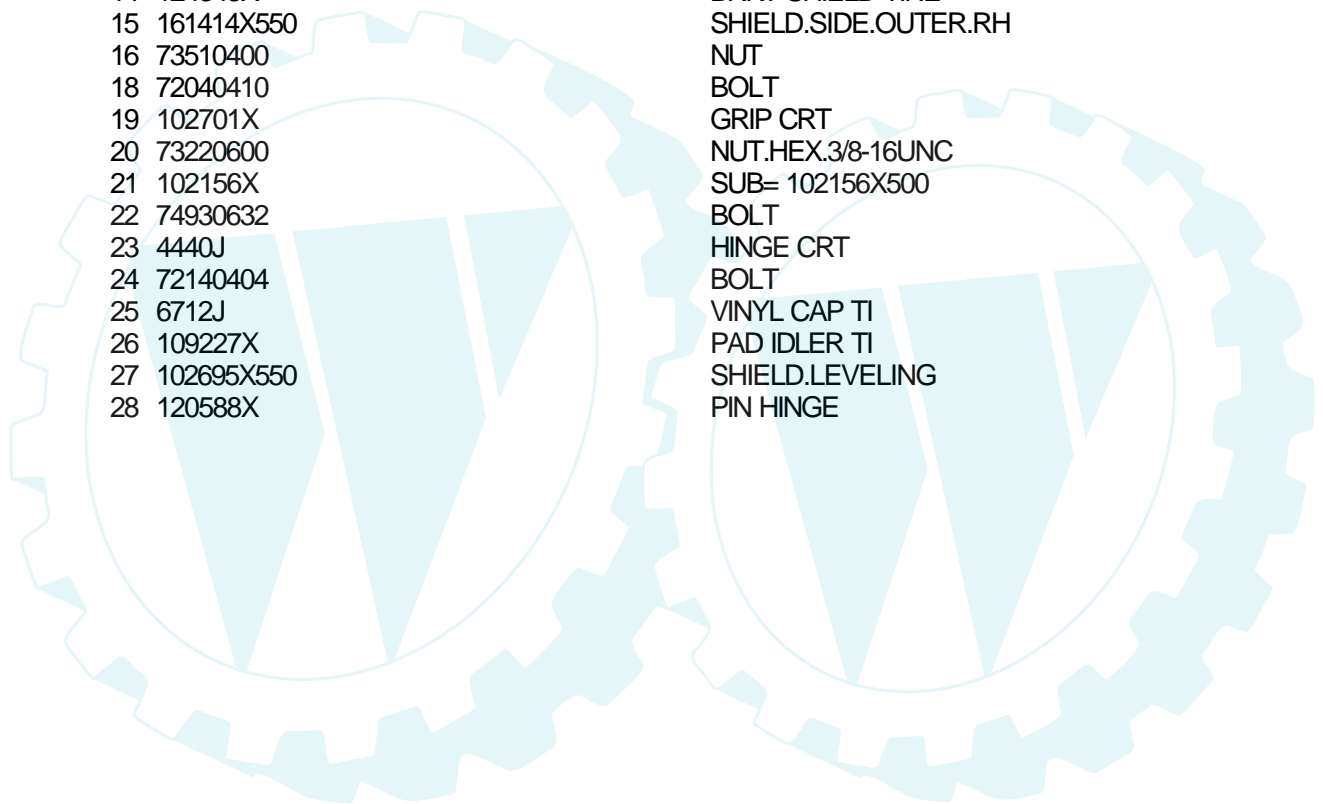 15 161414X550 SHIELD.SIDE.OUTER.RH
16 73510400 NUT
18 72040410 BOLT
19 102701X GRIP CRT
20 73220600 NUT.HEX.3/8-16UNC
21 102156X SUB= 102156X500
22 74930632 BOLT
23 4440J HINGE CRT
24 72140404 BOLT
25 6712J VINYL CAP TI
26 109227X PAD IDLER TI
27 102695X550 SHIELD.LEVELING
28 120588X PIN HINGE